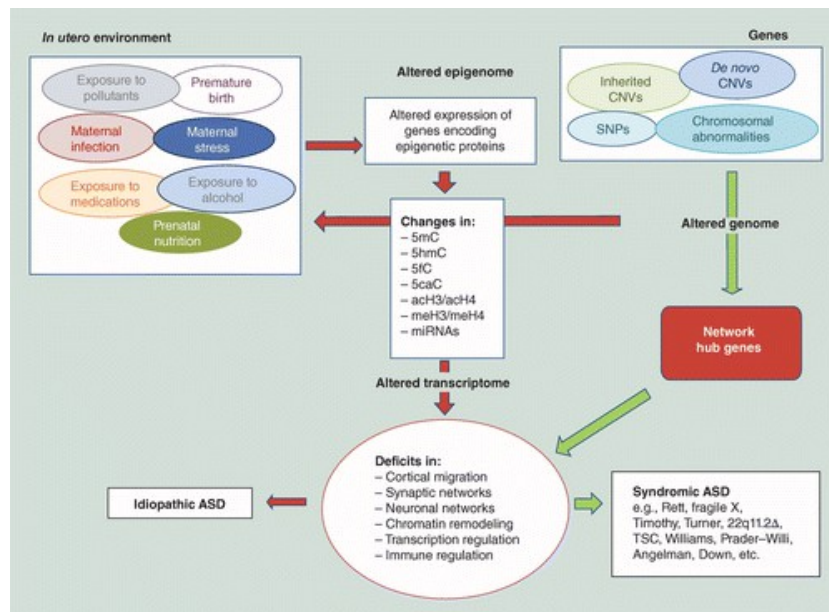 In utero environment
Exposure to
pollutants
Premature
birth
Maternal
infection
Maternal
stress
Exposure to
medications
Exposure to
alcohol
Prenatal
nutrition
Altered epigenome
Altered expression of
genes encoding
epigenetic proteins
Genes
Inherited
CNVs
De novo
CNVs
SNPs
Chromosomal
abnormalities
Changes in:
– 5mC
– 5hmC
– 5fC
– 5caC
– acH3/acH4
– meH3/meH4
– miRNAs
Altered genome
Network
hub genes
Altered transcriptome
Deficits in:
– Cortical migration
– Synaptic networks
– Neuronal networks
– Chromatin remodeling
– Transcription regulation
– Immune regulation
Idiopathic ASD
Syndromic ASD
e.g., Rett, fragile X,
Timothy, Turner, 22q11.2Δ,
TSC, Williams, Prader–Willi,
Angelman, Down, etc.